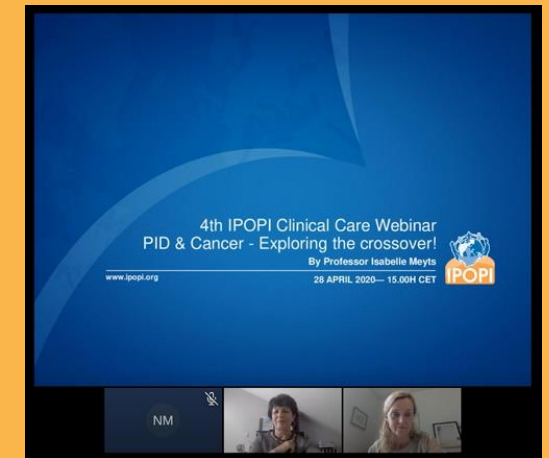 4th IPOPI Clinical Care Webinar
PID & Cancer - Exploring the crossover!
By Professor Isabelle Meyts
www.ipopi.org
28 APRIL 2020— 15.00H CET
IPOPI
NM